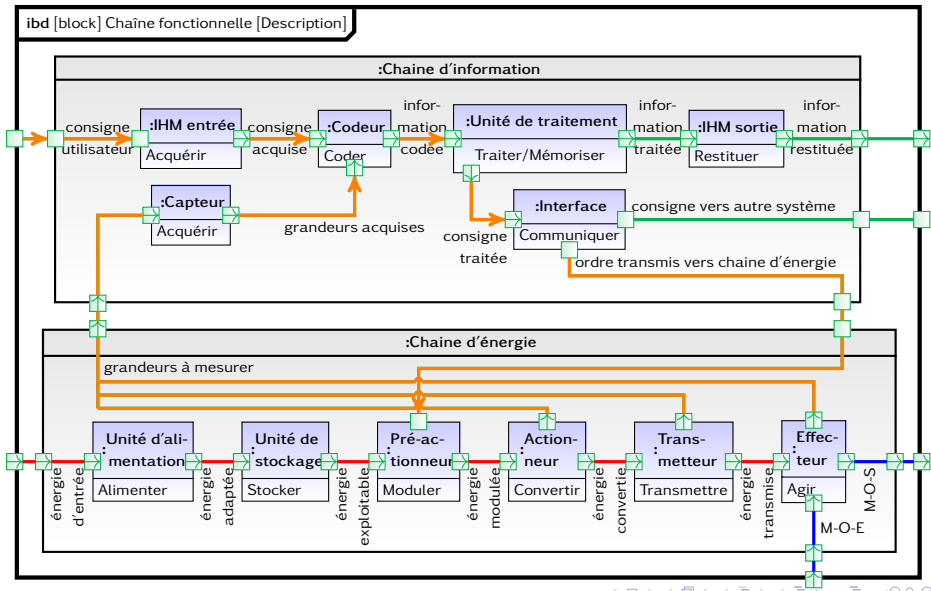 ibd [block] Chaîne fonctionnelle [Description]
:Chaine d'information
:IHM entrée
Acquérir
:Codeur
Coder
:Unité de traitement
Traiter/Mémoriser
:IHM sortie
Restituer
consigne
utilisateur
consigne
acquise
infor-
mation
codée
infor-
mation
traitée
infor-
mation
restituée
:Capteur
Acquérir
grandeurs acquises
consigne
traitée
:Interface
Communiquer
consigne vers autre système
ordre transmis vers chaine d'énergie
:Chaine d'énergie
grandeurs à mesurer
:Unité d'ali-
mentation
Alimenter
:Unité de
stockage
Stocker
:Pré-ac-
tionneur
Moduler
:Action-
neur
Convertir
:Trans-
metteur
Transmettre
:Effec-
teur
Agir
énergie
d'entrée
énergie
adaptée
énergie
exploitable
énergie
modulée
énergie
convertie
énergie
transmise
M-O-S
M-O-E